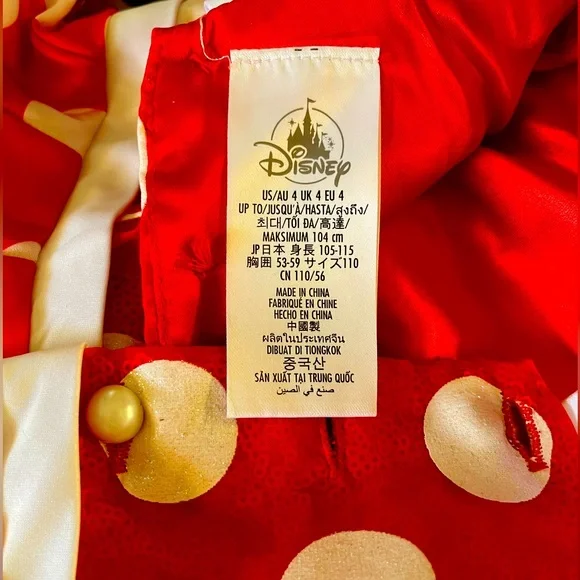 Disney
US/AU 4 UK 4 EU 4
UP TO/JUSQU'À/HASTA/สูงถึง/
최대/TỐI ĐA/高達/
MAKSIMUM 104 cm
JP日本 身長 105-115
胸囲 53-59 サイズ110
CN 110/56
MADE IN CHINA
FABRIQUÉ EN CHINE
HECHO EN CHINA
中國製
ผลิตในประเทศจีน
DIBUAT DI TIONGKOK
중국산
SẢN XUẤT TẠI TRUNG QUỐC
صنع في الصين